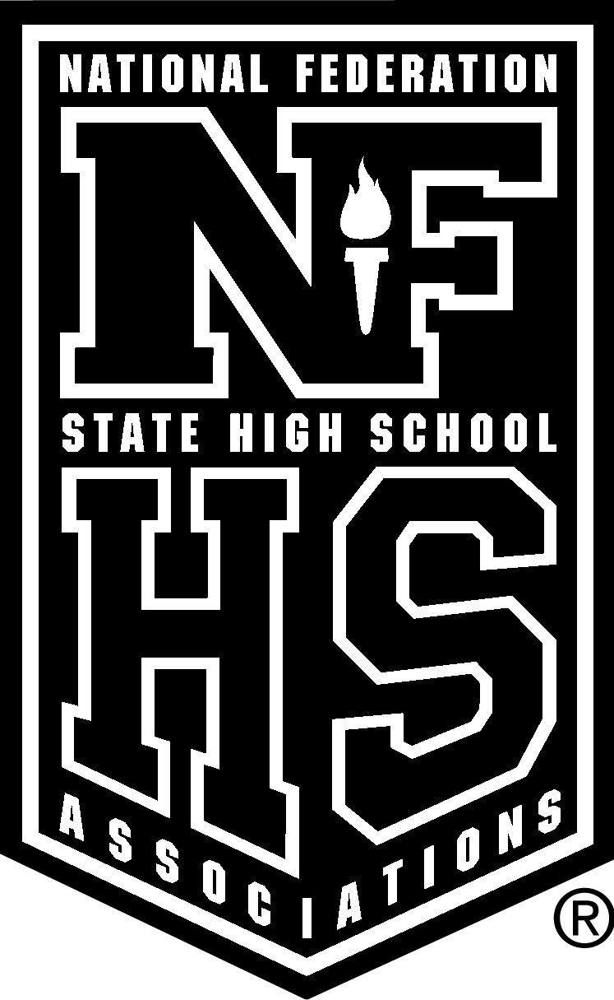 NATIONAL FEDERATION
NF
STATE HIGH SCHOOL
HS
ASSOCIATIONS
®